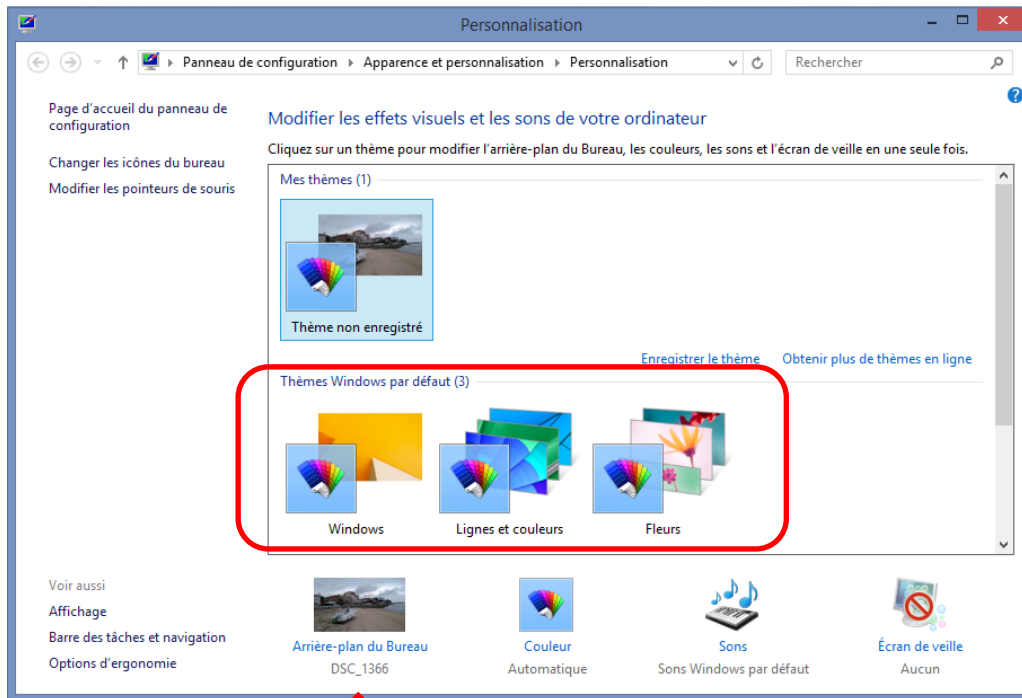 Personnalisation
Panneau de configuration
Apparence et personnalisation
Personnalisation
Rechercher
Page d'accueil du panneau de
configuration
Changer les icônes du bureau
Modifier les pointeurs de souris
Modifier les effets visuels et les sons de votre ordinateur
Cliquez sur un thème pour modifier l'arrière-plan du Bureau, les couleurs, les sons et l'écran de veille en une seule fois.
Mes thèmes (1)
Thème non enregistré
Enregistrer le thème
Obtenir plus de thèmes en ligne
Thèmes Windows par défaut (3)
Windows
Lignes et couleurs
Fleurs
Voir aussi
Affichage
Barre des tâches et navigation
Options d'ergonomie
Arrière-plan du Bureau
DSC_1366
Couleur
Automatique
Sons
Sons Windows par défaut
Écran de veille
Aucun